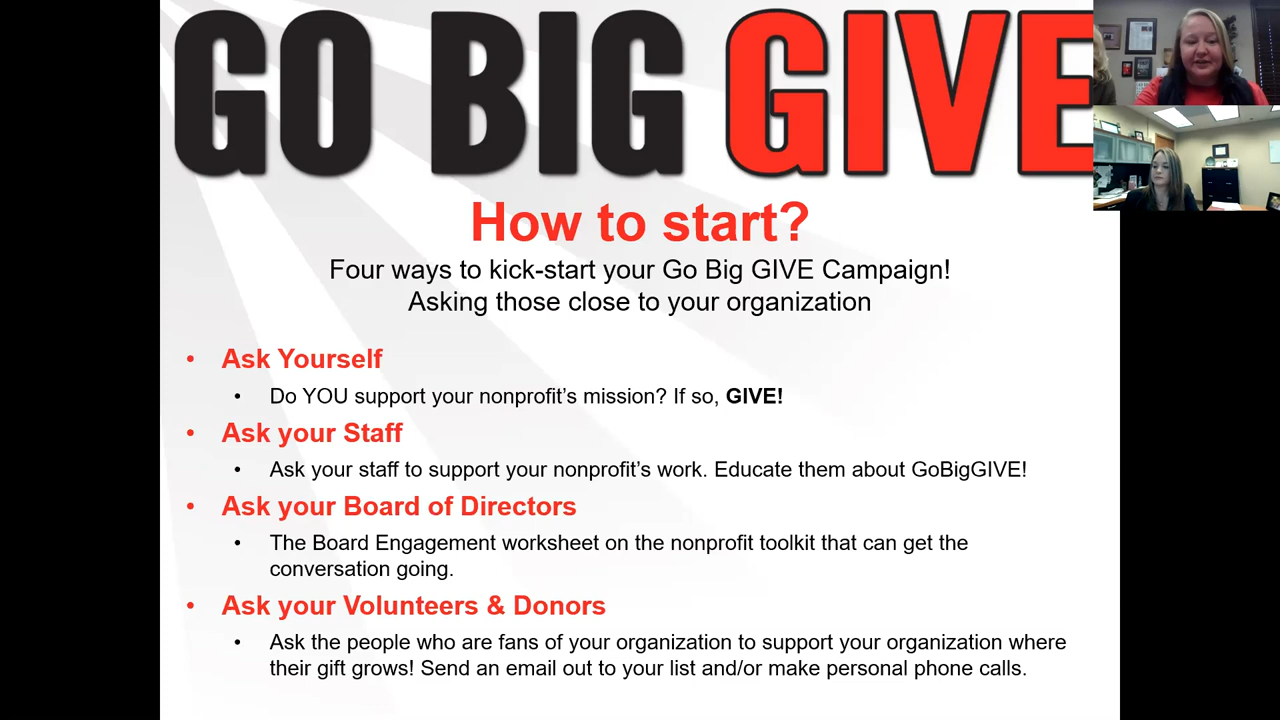 GO BIG GIVE
How to start?
Four ways to kick-start your Go Big GIVE Campaign!
Asking those close to your organization
• Ask Yourself
• Do YOU support your nonprofit's mission? If so, GIVE!
• Ask your Staff
• Ask your staff to support your nonprofit's work. Educate them about GoBigGIVE!
• Ask your Board of Directors
• The Board Engagement worksheet on the nonprofit toolkit that can get the
conversation going.
• Ask your Volunteers & Donors
• Ask the people who are fans of your organization to support your organization where
their gift grows! Send an email out to your list and/or make personal phone calls.